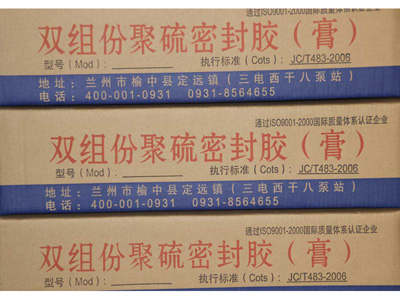 通过ISO9001-2000国际质量体系认证企业
双组份聚硫密封胶（膏）
型号（Mod）:  执行标准（Cots）: JC/T483-2006
地址：兰州市榆中县定远镇（三电西干八泵站）
电话：400-001-0931 0931-8564655
通过ISO9001-2000国际质量体系认证企业
双组份聚硫密封胶（膏）
型号（Mod）:  执行标准（Cots）: JC/T483-2006
地址：兰州市榆中县定远镇（三电西干八泵站）
电话：400-001-0931 0931-8564655
通过ISO9001-2000国际质量体系认证企业
双组份聚硫密封胶（膏）
型号（Mod）:  执行标准（Cots）: JC/T483-2006